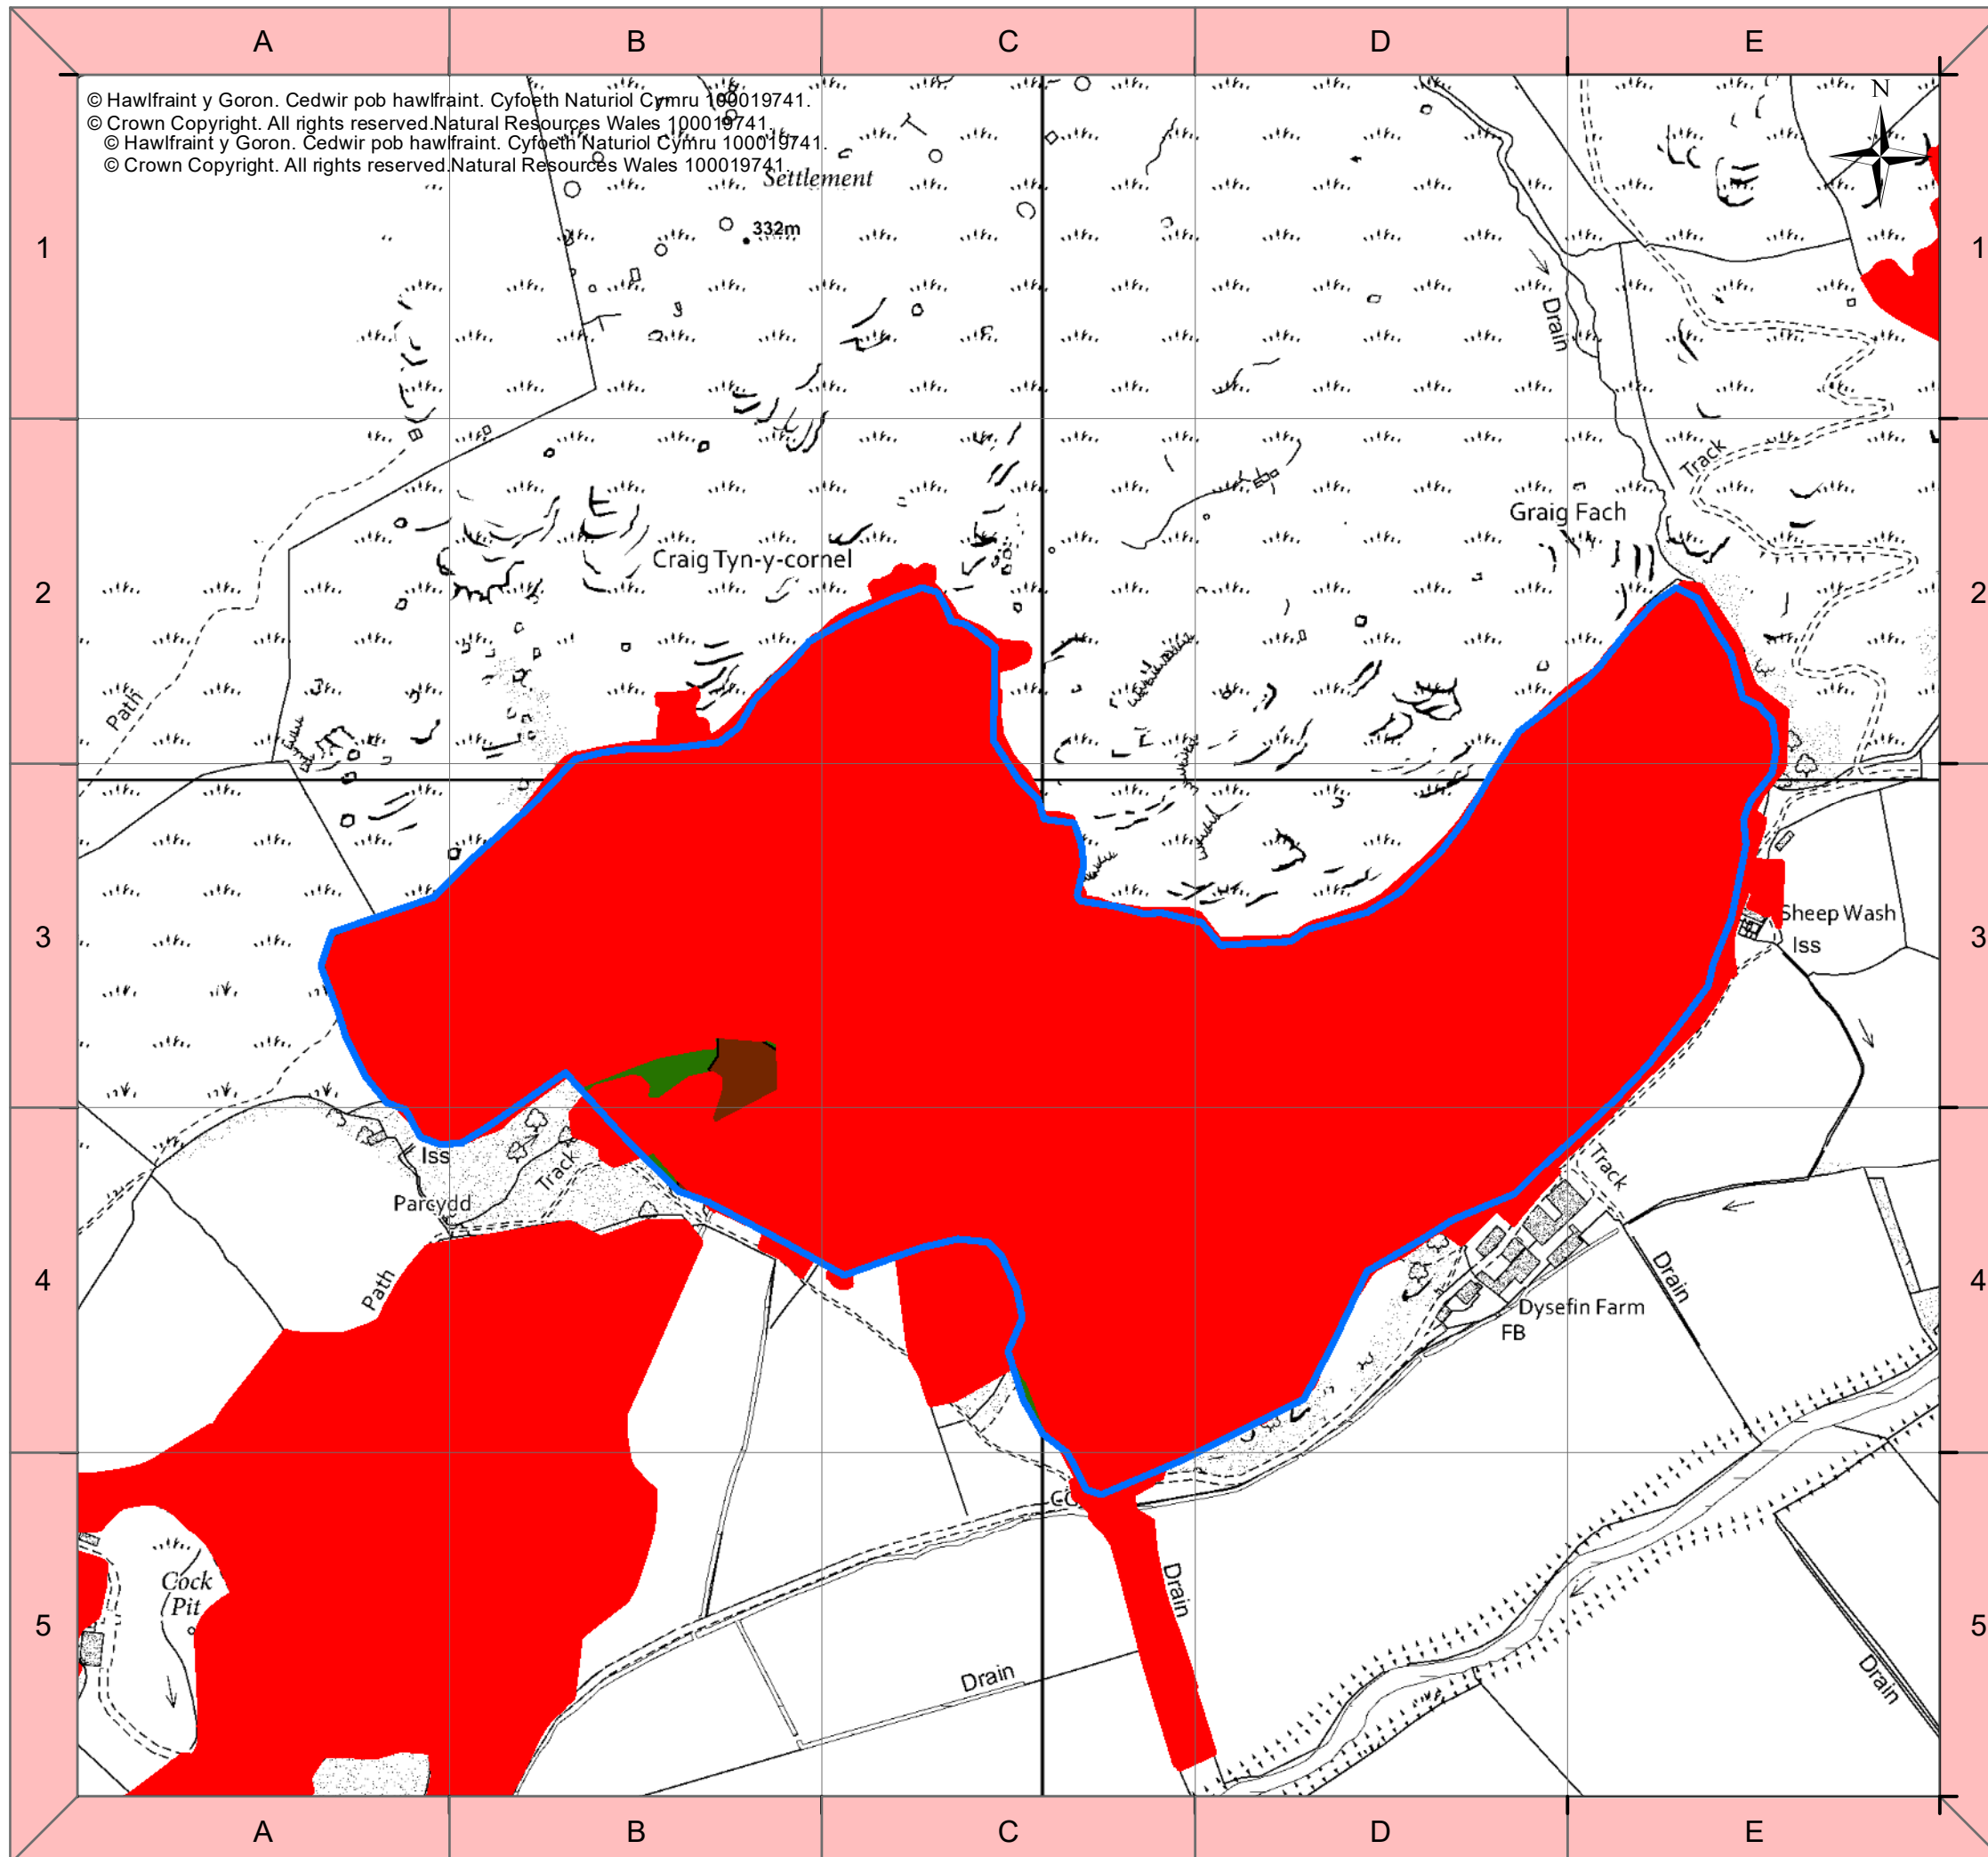 A B C D E
© Hawlfraint y Goron. Cedwir pob hawlfraint. Cyfoeth Naturiol Cymru 100019741.
© Crown Copyright. All rights reserved.Natural Resources Wales 100019741.
© Hawlfraint y Goron. Cedwir pob hawlfraint. Cyfoeth Naturiol Cymru 100019741.
© Crown Copyright. All rights reserved.Natural Resources Wales 100019741.
N
Settlement
332m
1 1
Drain
Track
Graig Fach
Craig Tyn-y-cornel
2 2
Path
Sheep Wash
3 3
Iss
Iss
Track
Track
Parcydd
Path
Drain
4 4
Dysefin Farm
FB
CG
Cock
Pit
Drain
5 5
Drain
Drain
A B C D E